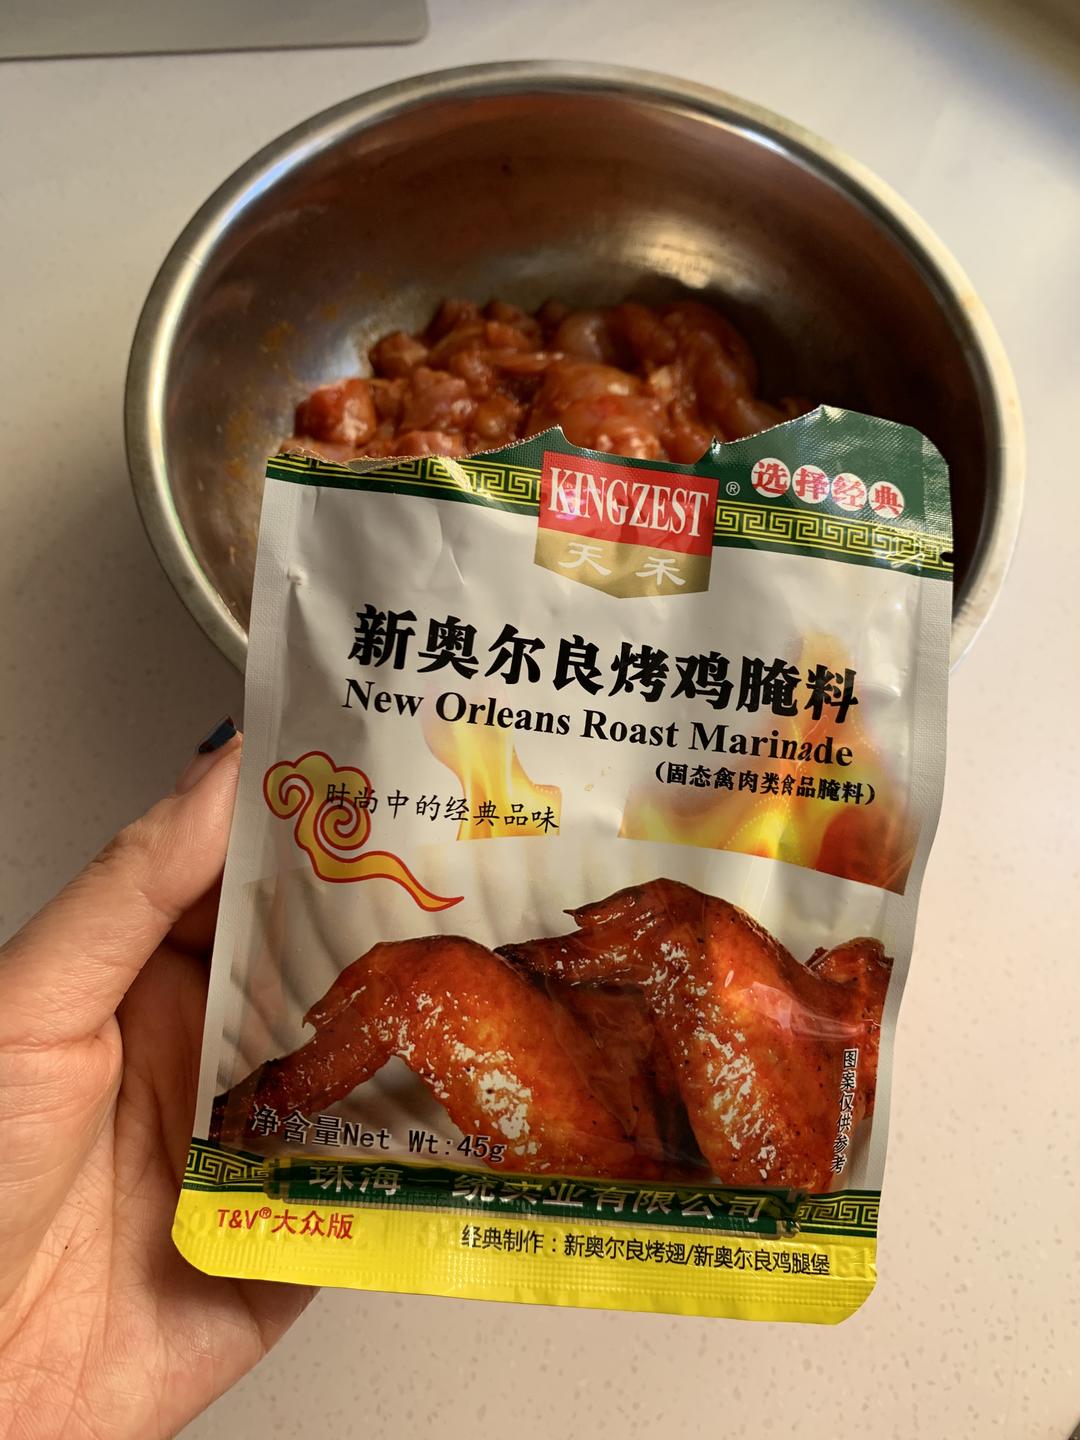 KINGZEST
®
天禾
选择经典
新奥尔良烤鸡腌料
New Orleans Roast Marinade
(固态禽肉类食品腌料)
时尚中的经典品味
图案仅供参考
净含量Net Wt:45g
珠海一统实业有限公司
T&V®大众版
经典制作：新奥尔良烤翅/新奥尔良鸡腿堡